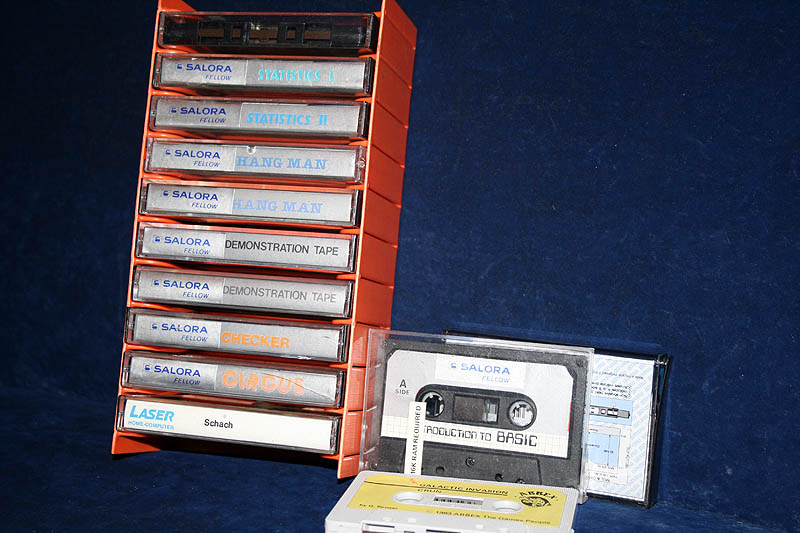 SALORA
FELLOW
STATISTICS I
SALORA
FELLOW
STATISTICS II
SALORA
FELLOW
HANG MAN
SALORA
FELLOW
HANG MAN
SALORA
FELLOW
DEMONSTRATION TAPE
SALORA
FELLOW
DEMONSTRATION TAPE
SALORA
FELLOW
CHECKER
SALORA
FELLOW
CIRCUS
LASER
HOME-COMPUTER
Schach
SALORA
FELLOW
A
SIDE
TRODUCTION TO BASIC
16K RAM REQUIRED
GALACTIC INVASION
ABBEX
© 1983 ABBEX The Games People